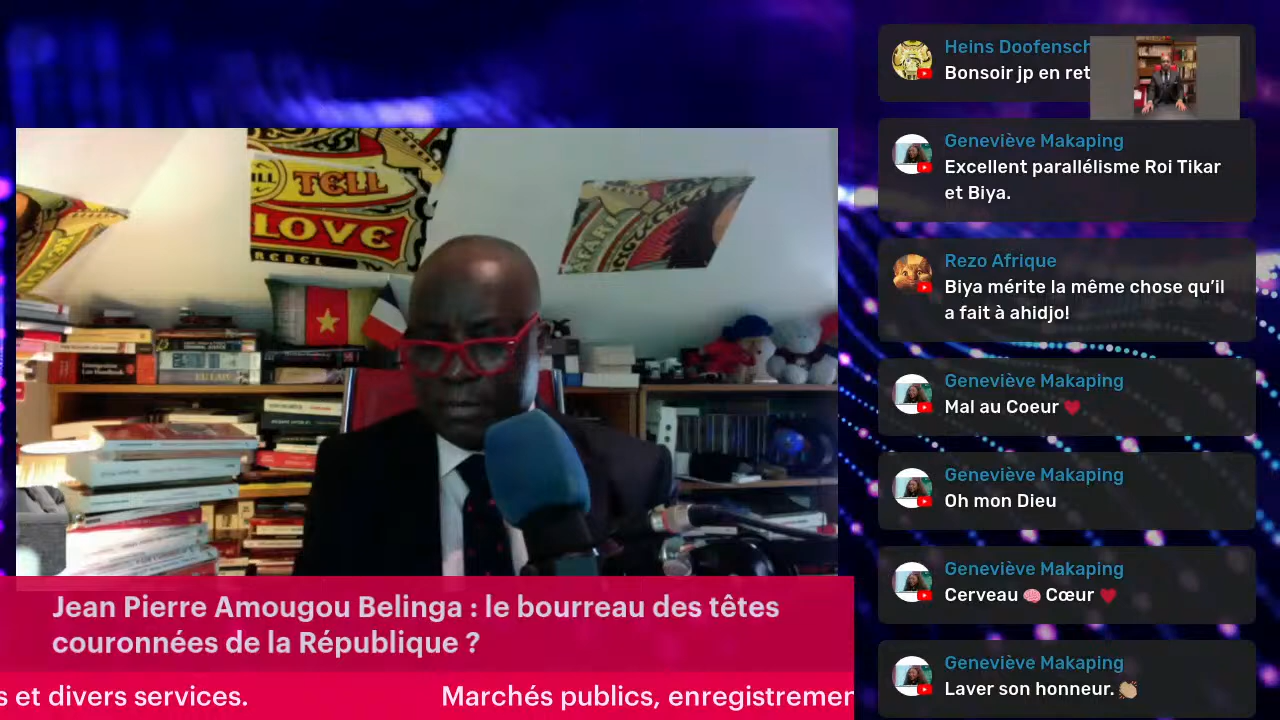 TELL
LOVE
REBEL
Jean Pierre Amougou Belinga : le bourreau des têtes
couronnées de la République ?
s et divers services.
Marchés publics, enregistremen
Heins Doofensch
Bonsoir jp en ret
Geneviève Makaping
Excellent parallélisme Roi Tikar
et Biya.
Rezo Afrique
Biya mérite la même chose qu’il
a fait à ahidjo!
Geneviève Makaping
Mal au Coeur ♥
Geneviève Makaping
Oh mon Dieu
Geneviève Makaping
Cerveau 🧠 Cœur ♥
Geneviève Makaping
Laver son honneur. 👏🏼